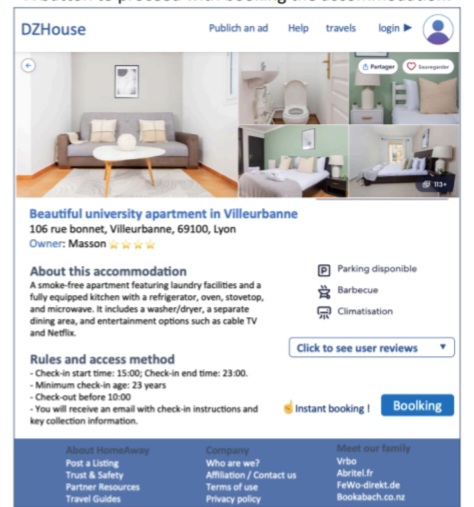 DZHouse
Publish an ad Help travels login ▶
Partager
Sauvegarder
113+
Beautiful university apartment in Villeurbanne
106 rue bonnet, Villeurbanne, 69100, Lyon
Owner: Masson
About this accommodation
A smoke-free apartment featuring laundry facilities and a
fully equipped kitchen with a refrigerator, oven, stovetop,
and microwave. It includes a washer/dryer, a separate
dining area, and entertainment options such as cable TV
and Netflix.
P Parking disponible
Barbecue
Climatisation
Click to see user reviews ▼
Rules and access method
- Check-in start time: 15:00; Check-in end time: 23:00.
- Minimum check-in age: 23 years
- Check-out before 10:00
- You will receive an email with check-in instructions and
key collection information.
Instant booking !
Boolking
About HomeAway
Post a Listing
Trust & Safety
Partner Resources
Travel Guides
Company
Who are we?
Affiliation / Contact us
Terms of use
Privacy policy
Meet our family
Vrbo
Abritel.fr
FeWo-direkt.de
Bookabach.co.nz